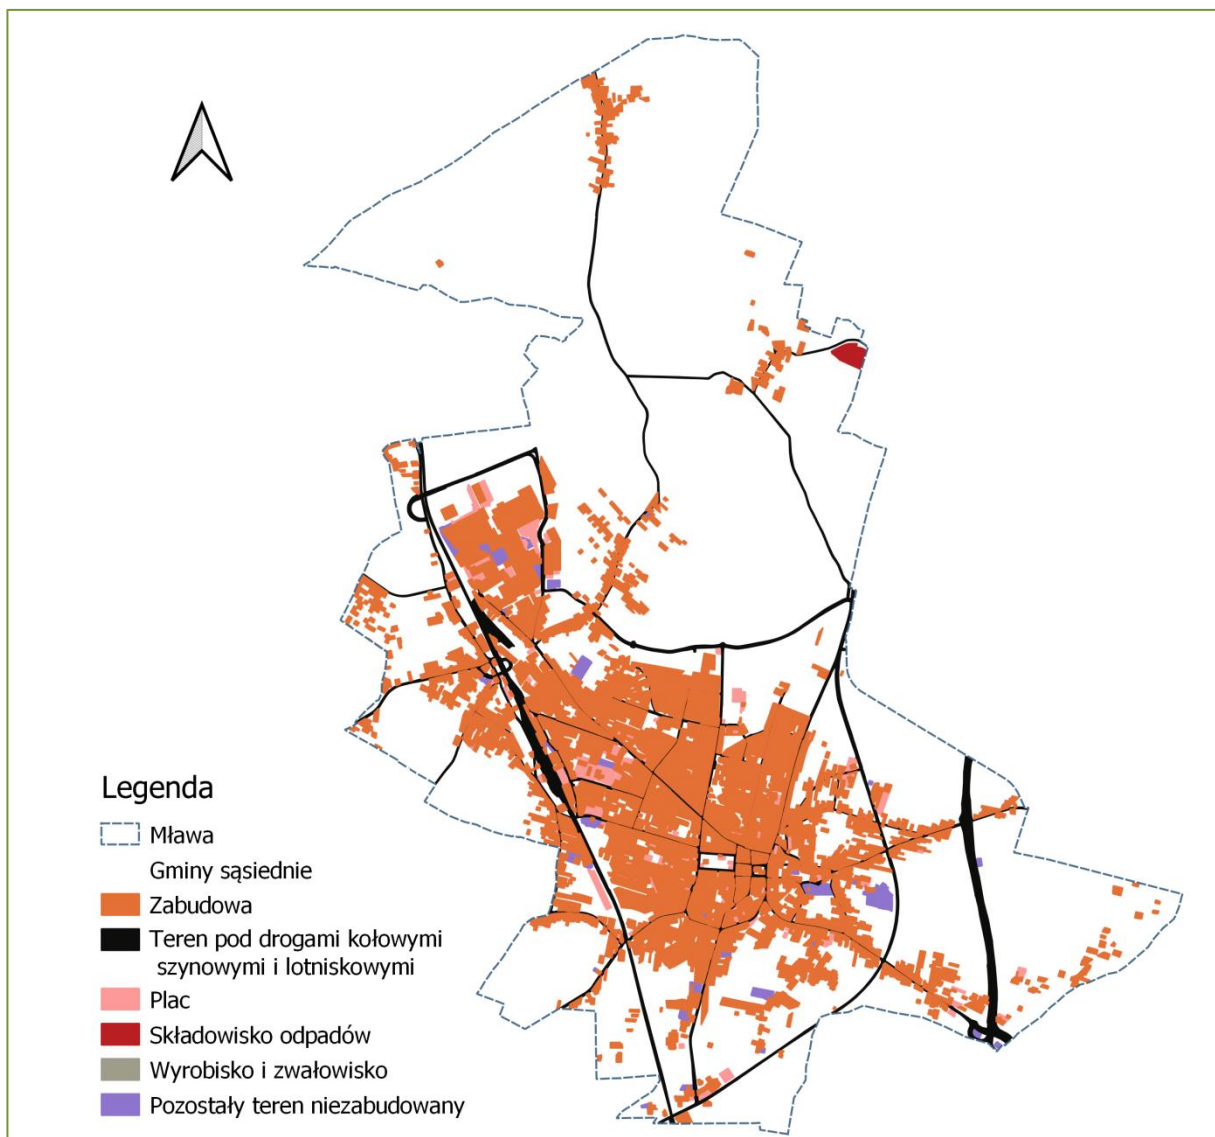 Legenda
Mława
Gminy sąsiednie
Zabudowa
Teren pod drogami kołowymi
szynowymi i lotniskowymi
Plac
Składowisko odpadów
Wyrobisko i zwałowisko
Pozostały teren niezabudowany